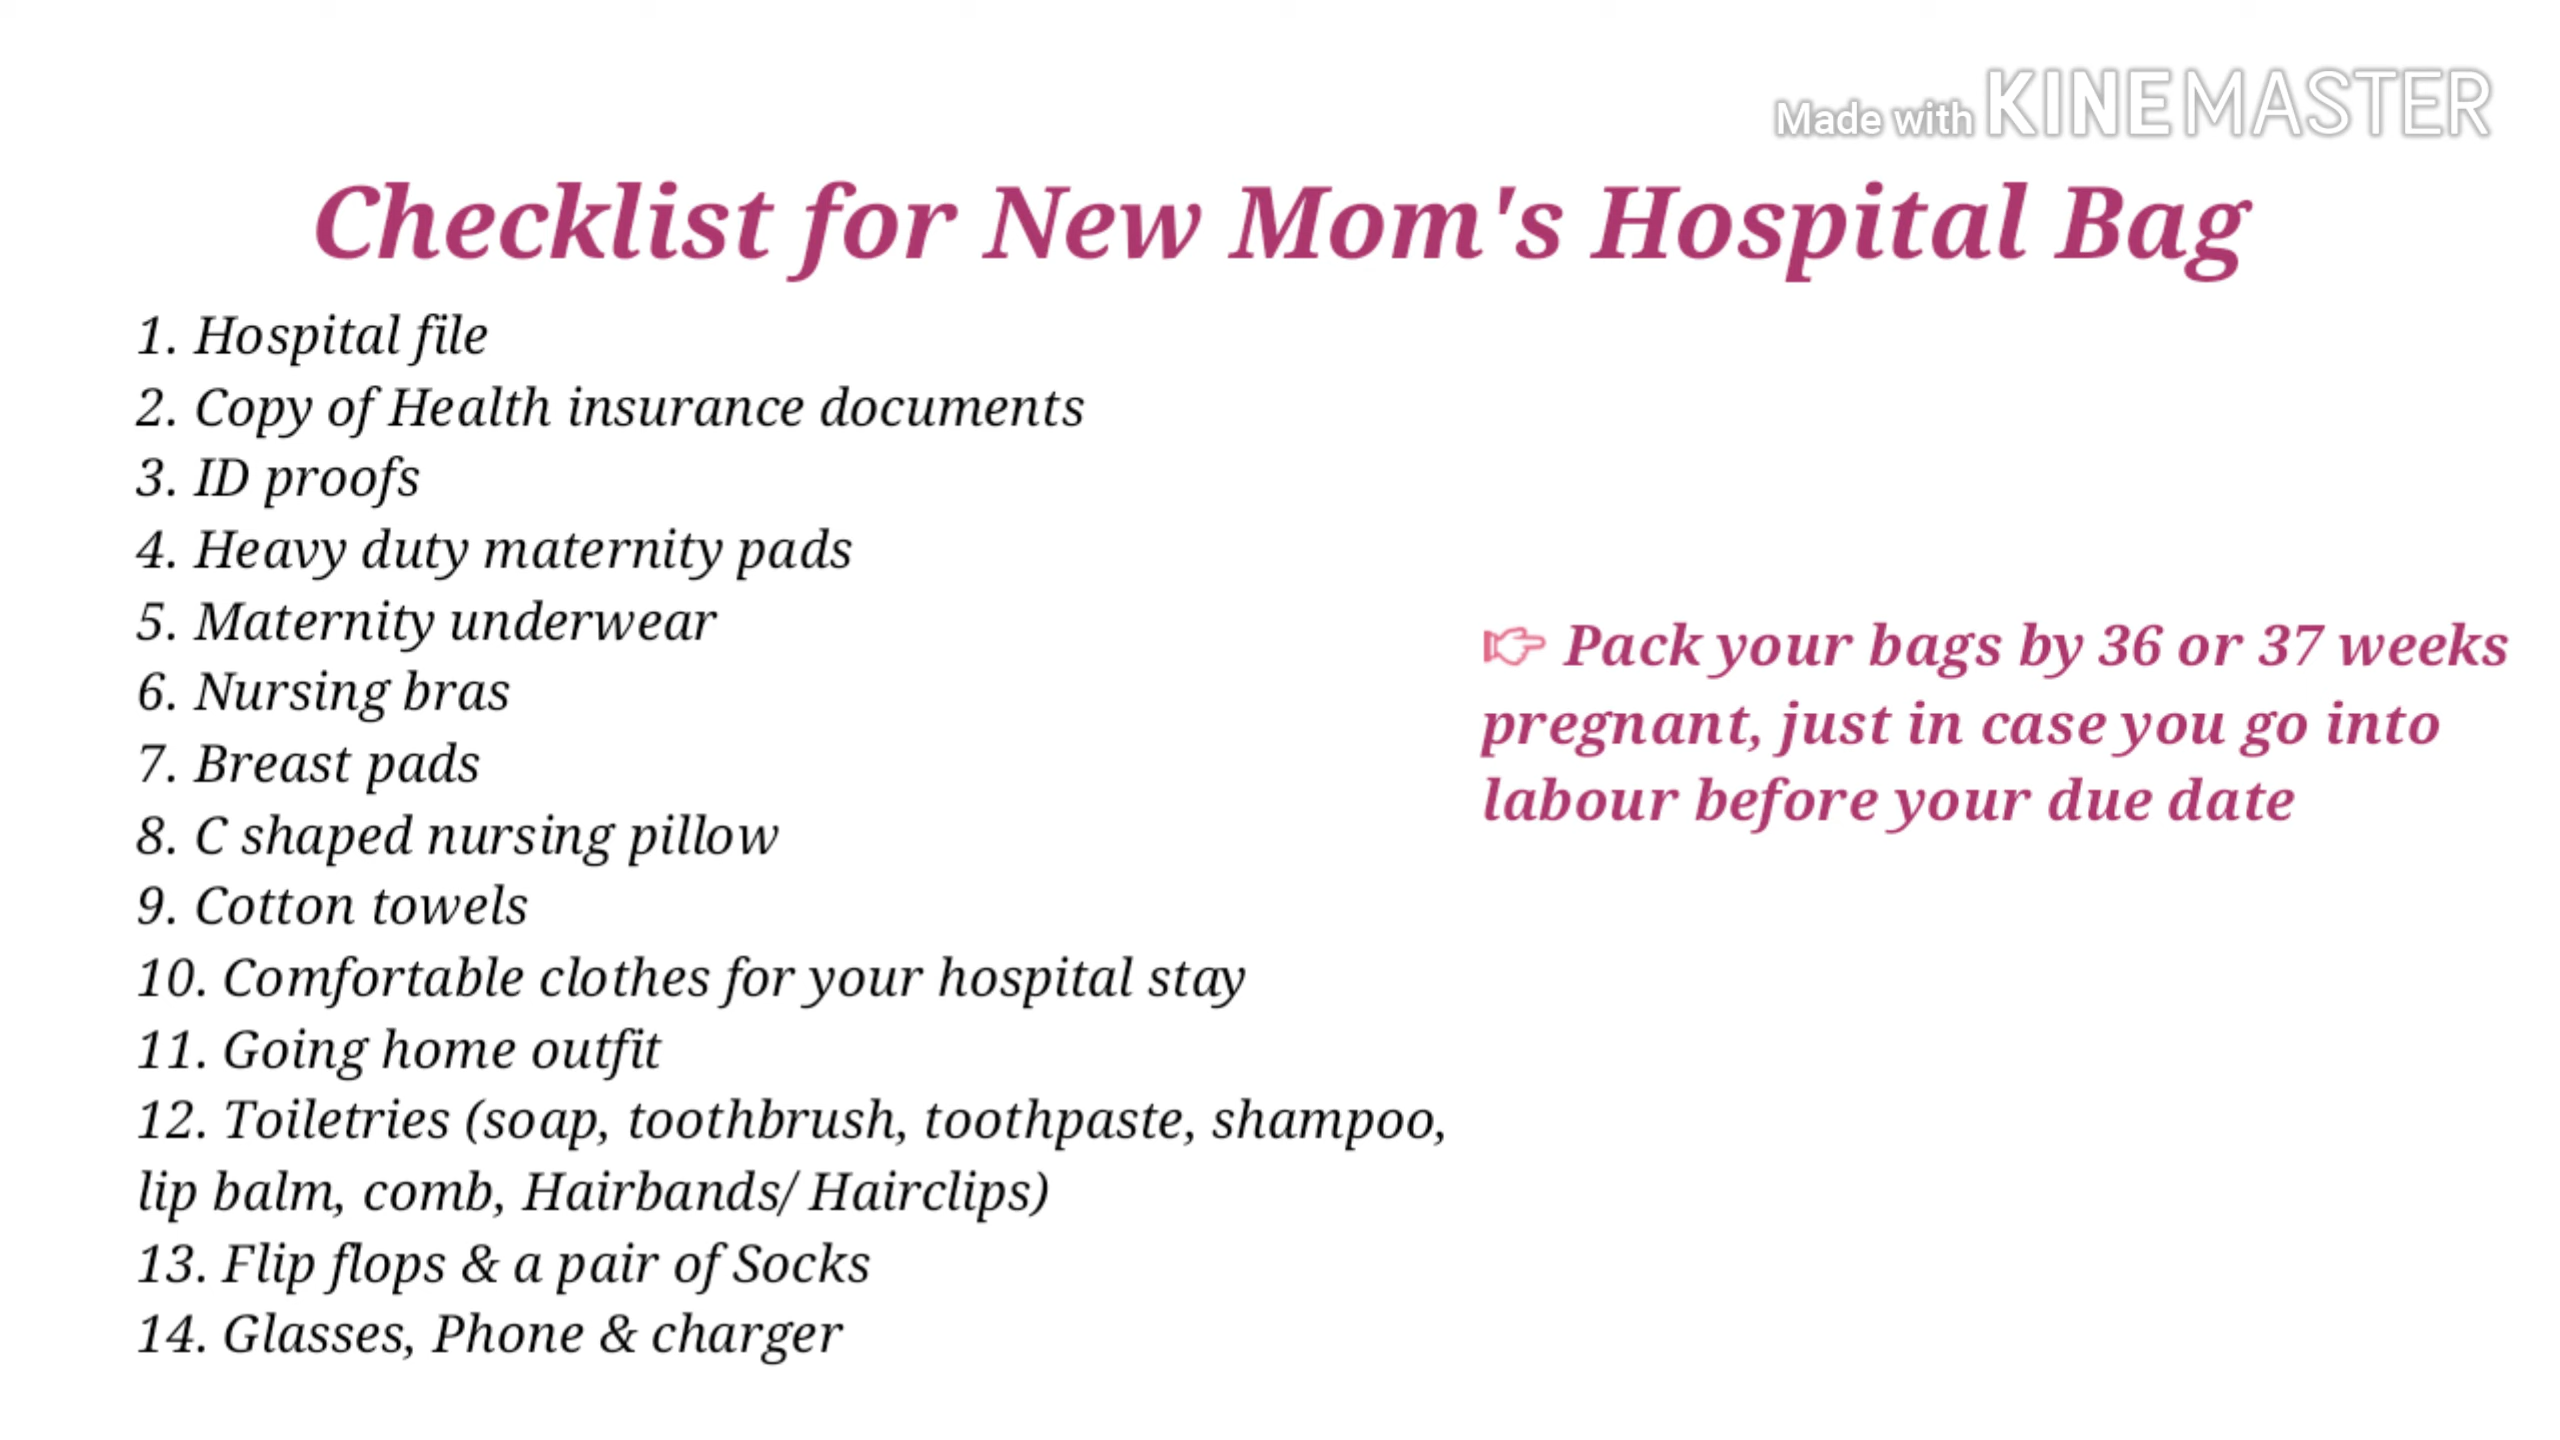 Made with KINEMASTER
Checklist for New Mom's Hospital Bag
1. Hospital file
2. Copy of Health insurance documents
3. ID proofs
4. Heavy duty maternity pads
5. Maternity underwear
6. Nursing bras
7. Breast pads
8. C shaped nursing pillow
9. Cotton towels
10. Comfortable clothes for your hospital stay
11. Going home outfit
12. Toiletries (soap, toothbrush, toothpaste, shampoo,
lip balm, comb, Hairbands/ Hairclips)
13. Flip flops & a pair of Socks
14. Glasses, Phone & charger
👉 Pack your bags by 36 or 37 weeks
pregnant, just in case you go into
labour before your due date